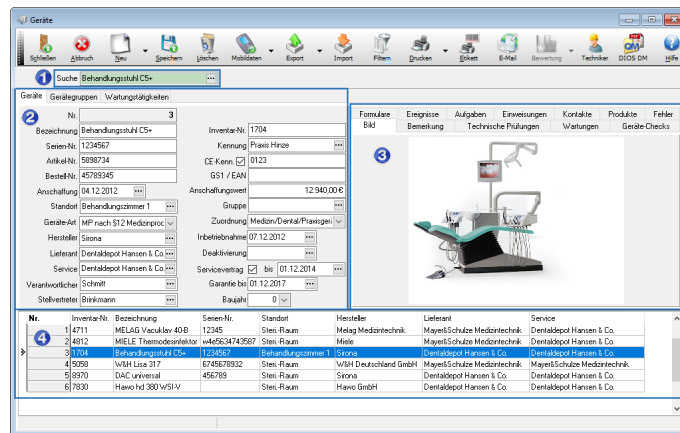 Geräte
Schließen Abbruch Neu Speichern Löschen Mobildaten Export Import Filtern Drucken Etikett E-Mail Bewertung Techniker DIOS DM Hilfe
1 Suche Behandlungsstuhl C5+
Geräte Gerätegruppen Wartungstätigkeiten
2 Nr. 3
Bezeichnung Behandlungsstuhl C5+ Inventar-Nr. 1704
Serien-Nr. 1234567 Kennung Praxis Hinze
Artikel-Nr. 5898734 CE-Kenn. 0123
Bestell-Nr. 45789345 GS1 / EAN
Anschaffung 04.12.2012 Anschaffungswert 12.940,00 €
Standort Behandlungszimmer 1 Gruppe
Geräte-Art MP nach §12 Medizinproc Zuordnung Medizin/Dental/Praxisgerä
Hersteller Sirona Inbetriebnahme 07.12.2012
Lieferant Dentaldepot Hansen & Co. Deaktivierung
Service Dentaldepot Hansen & Co. Servicevertrag bis 01.12.2014
Verantwortlicher Schmitt Garantie bis 01.12.2017
Stellvertreter Brinkmann Baujahr 0
Formulare Ereignisse Aufgaben Einweisungen Kontakte Produkte Fehler
Bild Bemerkung Technische Prüfungen Wartungen Geräte-Checks
3
Nr. Inventar-Nr. Bezeichnung Serien-Nr. Standort Hersteller Lieferant Service
4
1 4711 MELAG Vacuklav 40-B 12345 Steri.-Raum Melag Medizintechnik Mayer&Schulze Medizintechnik Dentaldepot Hansen & Co.
2 4812 MIELE Thermodesinfektor w4e5634743587 Steri.-Raum Miele Mayer&Schulze Medizintechnik Dentaldepot Hansen & Co.
3 1704 Behandlungsstuhl C5+ 1234567 Behandlungszimmer 1 Sirona Dentaldepot Hansen & Co. Dentaldepot Hansen & Co.
4 5058 W&H Lisa 317 6745678932 Steri.-Raum W&H Deutschland GmbH Mayer&Schulze Medizintechnik Mayer&Schulze Medizintechnik
5 8970 DAC universal 456789 Steri.-Raum Sirona Dentaldepot Hansen & Co. Dentaldepot Hansen & Co.
6 7830 Hawo hd 380 WSI-V Steri.-Raum Hawo GmbH Dentaldepot Hansen & Co. Dentaldepot Hansen & Co.